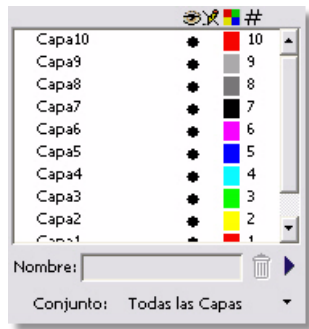 #
Capa10 10
Capa9 9
Capa8 8
Capa7 7
Capa6 6
Capa5 5
Capa4 4
Capa3 3
Capa2 2
Capa1 1
Nombre:
Conjunto: Todas las Capas